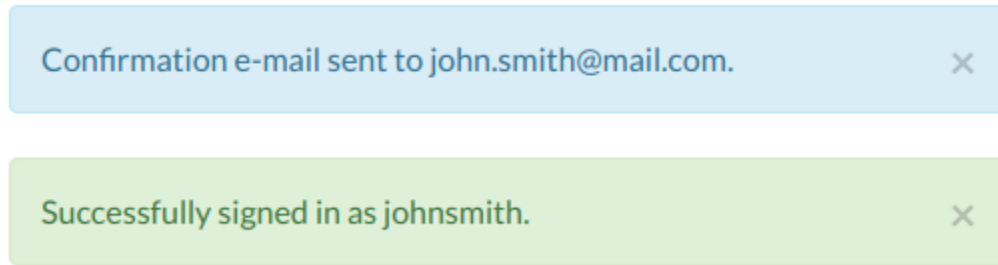 Confirmation e-mail sent to john.smith@mail.com. ×
Successfully signed in as johnsmith. ×